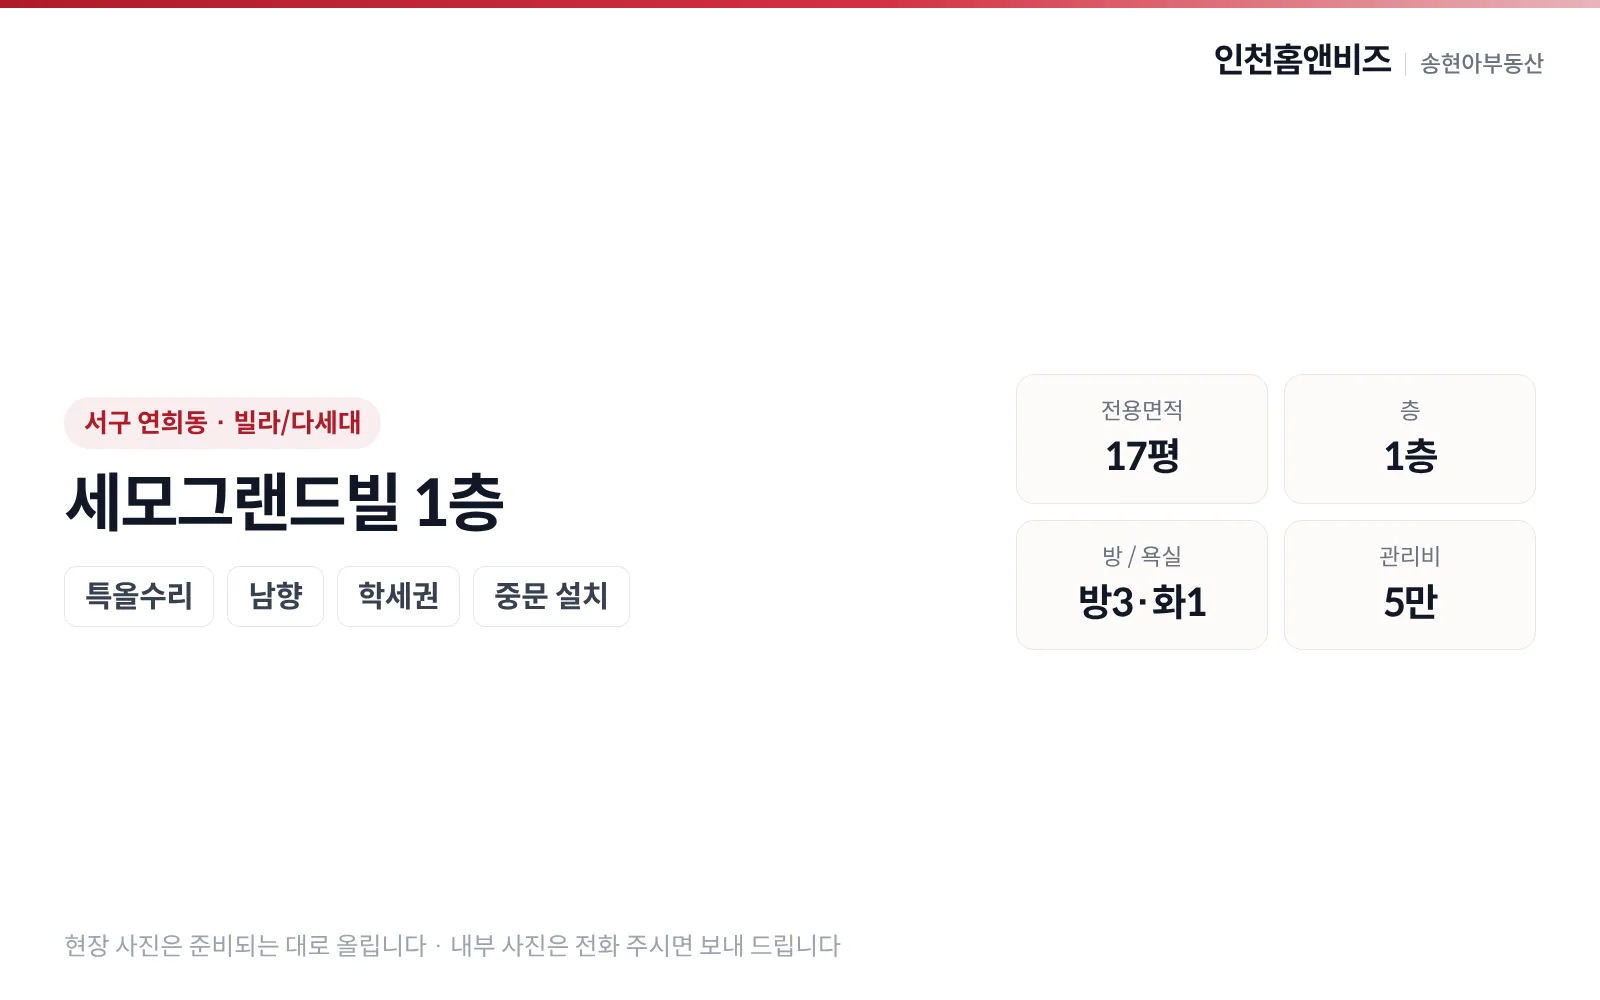 인천홈앤비즈 송현아부동산
서구 연희동 · 빌라/다세대
세모그랜드빌 1층
특올수리 남향 학세권 중문 설치
전용면적
17평
층
1층
방 / 욕실
방3·화1
관리비
5만
현장 사진은 준비되는 대로 올립니다 · 내부 사진은 전화 주시면 보내 드립니다